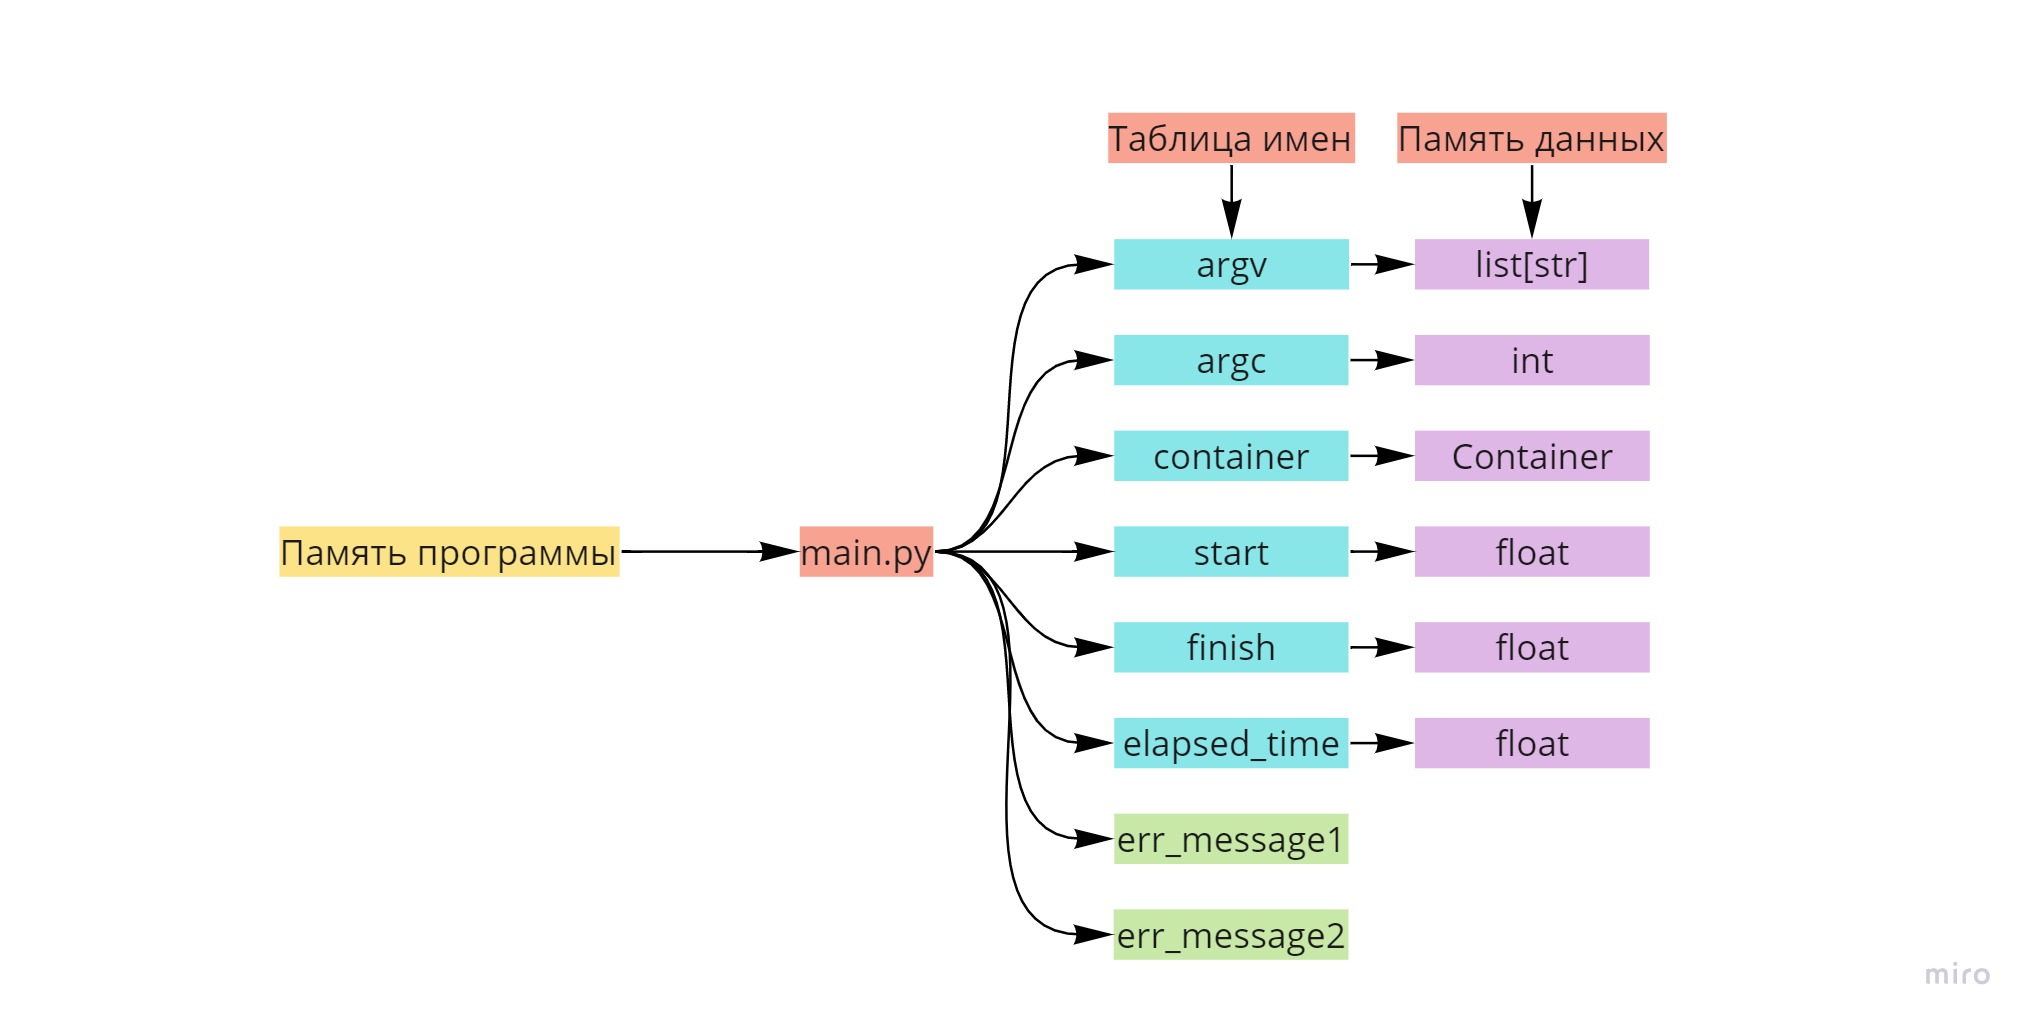 Таблица имен
Память данных
argv
list[str]
argc
int
container
Container
Память программы
main.py
start
float
finish
float
elapsed_time
float
err_message1
err_message2
miro